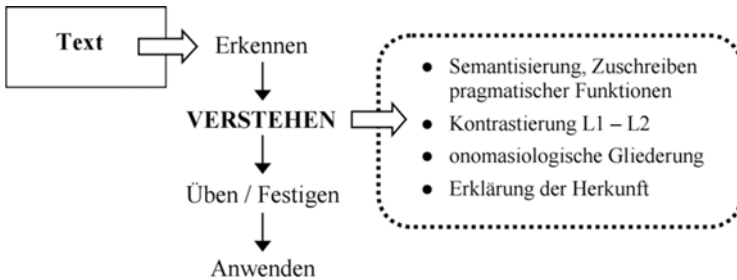 Text
Erkennen
VERSTEHEN
Üben / Festigen
Anwenden
● Semantisierung, Zuschreiben
pragmatischer Funktionen
● Kontrastierung L1 – L2
● onomasiologische Gliederung
● Erklärung der Herkunft